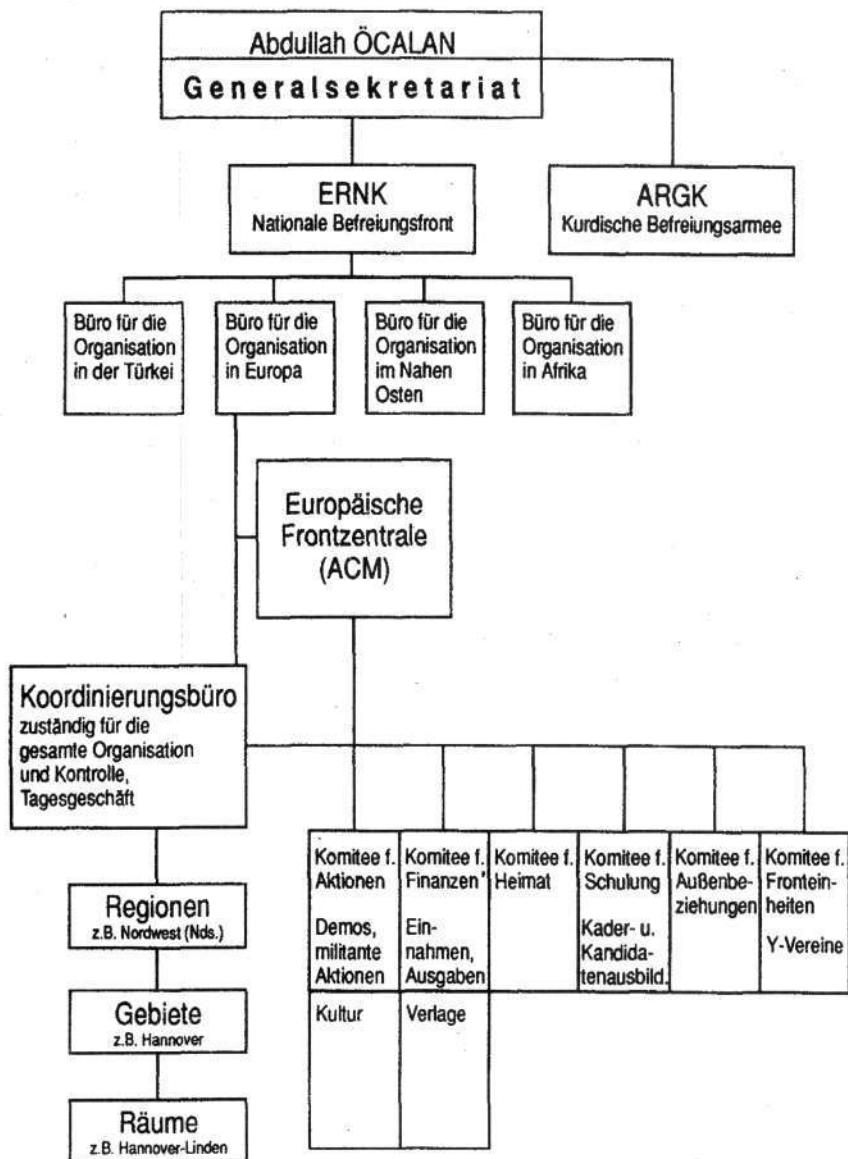 Abdullah ÖCALAN
Generalsekretariat
ERNK
Nationale Befreiungsfront
ARGK
Kurdische Befreiungsarmee
Büro für die
Organisation
in der Türkei
Büro für die
Organisation
in Europa
Büro für die
Organisation
im Nahen
Osten
Büro für die
Organisation
in Afrika
Europäische
Frontzentrale
(ACM)
Koordinierungsbüro
zuständig für die
gesamte Organisation
und Kontrolle,
Tagesgeschäft
Regionen
z.B. Nordwest (Nds.)
Gebiete
z.B. Hannover
Räume
z.B. Hannover-Linden
Komitee f.
Aktionen
Demos,
militante
Aktionen
Kultur
Komitee f.
Finanzen*
Ein-
nahmen,
Ausgaben
Verlage
Komitee f.
Heimat
Komitee f.
Schulung
Kader- u.
Kandida-
tenausbild.
Komitee f.
Außenbe-
ziehungen
Komitee f.
Frontein-
heiten
Y-Vereine